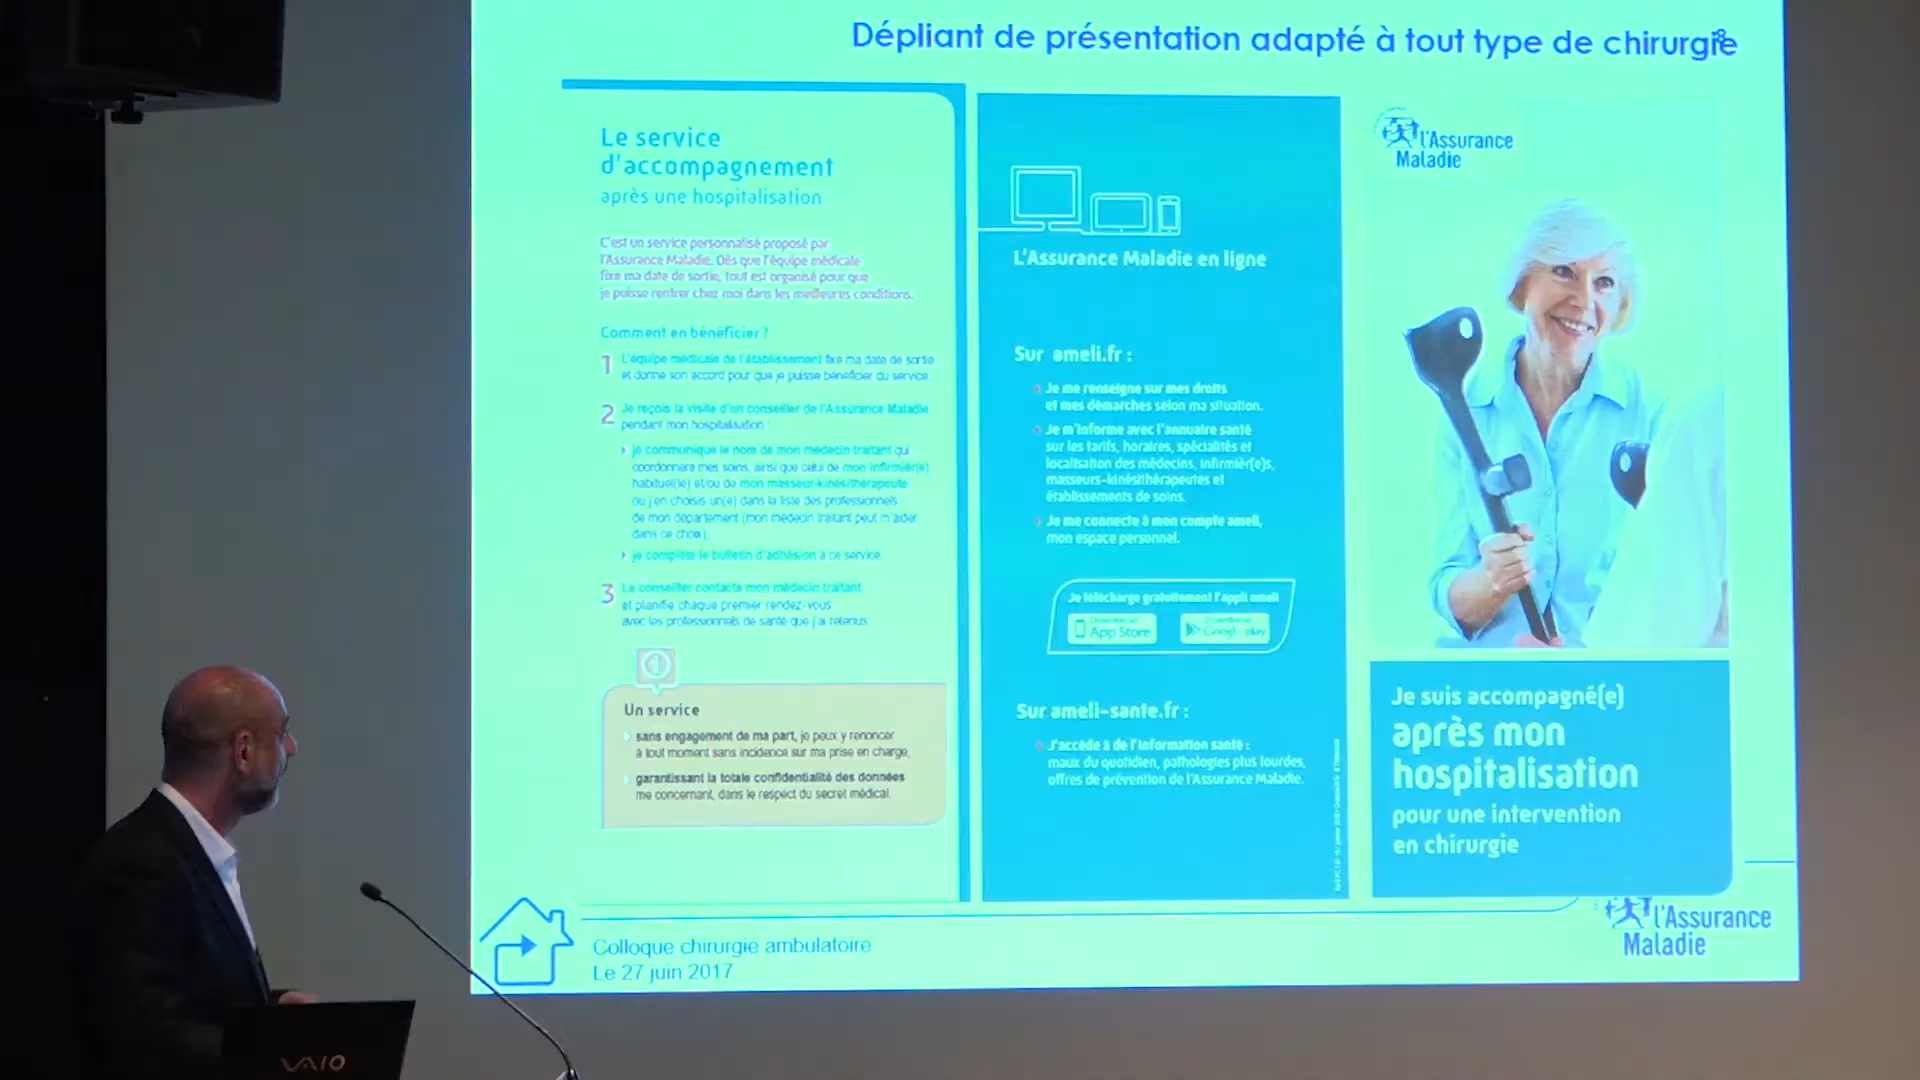 Dépliant de présentation adapté à tout type de chirurgie
Le service
d'accompagnement
après une hospitalisation
C'est un service personnalisé proposé par
l'Assurance Maladie. Dès que l'équipe médicale
fixe ma date de sortie, tout est organisé pour que
je puisse rentrer chez moi dans les meilleures conditions.
Comment en bénéficier ?
1 L'équipe médicale de l'établissement fixe ma date de sortie
et donne son accord pour que je puisse bénéficier du service.
2 Je reçois la visite d'un conseiller de l'Assurance Maladie
pendant mon hospitalisation :
je communique le nom de mon médecin traitant qui
coordonnera mes soins, ainsi que celui de mon infirmièr(e)
habituel(le) et/ou de mon masseur-kinésithérapeute
ou j'en choisis un(e) dans la liste des professionnels
de mon département (mon médecin traitant peut m'aider
dans ce choix),
je complète le bulletin d'adhésion à ce service.
3 Le conseiller contacte mon médecin traitant
et planifie chaque premier rendez-vous
avec les professionnels de santé que j'ai retenus.
Un service
sans engagement de ma part, je peux y renoncer
à tout moment sans incidence sur ma prise en charge,
garantissant la totale confidentialité des données
me concernant, dans le respect du secret médical.
L'Assurance Maladie en ligne
Sur ameli.fr :
Je me renseigne sur mes droits
et mes démarches selon ma situation.
Je m'informe avec l'annuaire santé
sur les tarifs, horaires, spécialités et
localisation des médecins, infirmièr(e)s,
masseurs-kinésithérapeutes et
établissements de soins.
Je me connecte à mon compte ameli,
mon espace personnel.
Je télécharge gratuitement l'appli ameli
App Store
Google play
Sur ameli-sante.fr :
J'accède à de l'information santé :
maux du quotidien, pathologies plus lourdes,
offres de prévention de l'Assurance Maladie.
l'Assurance
Maladie
Je suis accompagné(e)
après mon
hospitalisation
pour une intervention
en chirurgie
Colloque chirurgie ambulatoire
Le 27 juin 2017
l'Assurance
Maladie
VAIO